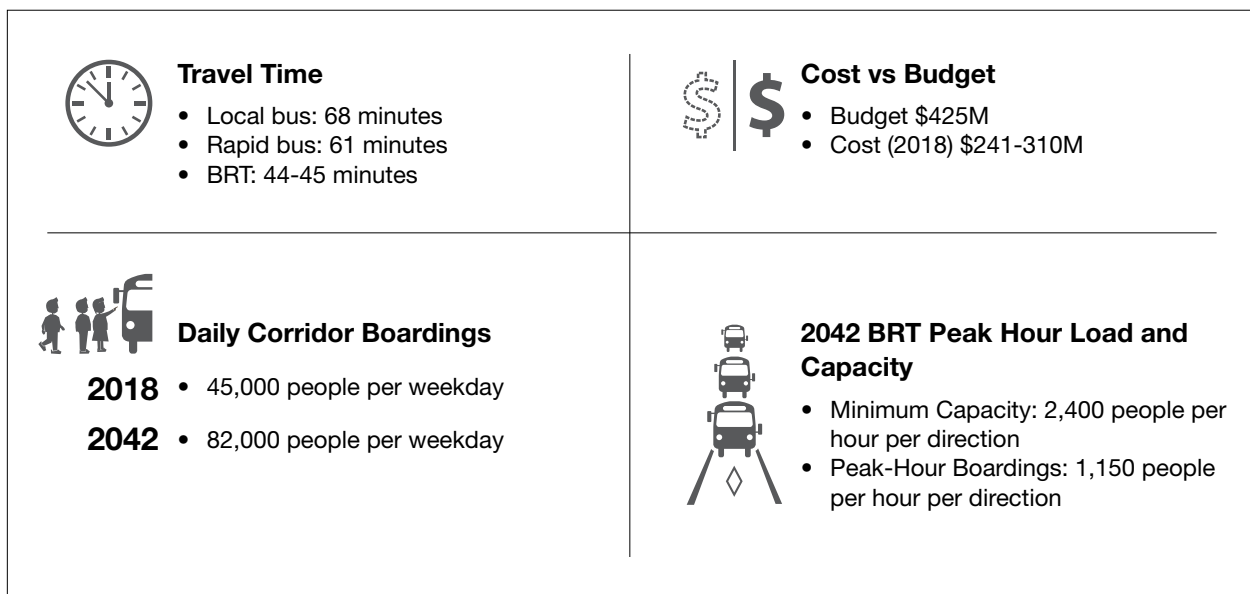 Travel Time
• Local bus: 68 minutes
• Rapid bus: 61 minutes
• BRT: 44-45 minutes
$ $
Cost vs Budget
• Budget $425M
• Cost (2018) $241-310M
Daily Corridor Boardings
2018 • 45,000 people per weekday
2042 • 82,000 people per weekday
2042 BRT Peak Hour Load and
Capacity
• Minimum Capacity: 2,400 people per
hour per direction
• Peak-Hour Boardings: 1,150 people
per hour per direction